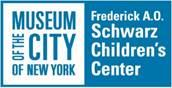 MUSEUM
OF THE CITY
OF NEW YORK
Frederick A.O.
Schwarz
Children's
Center